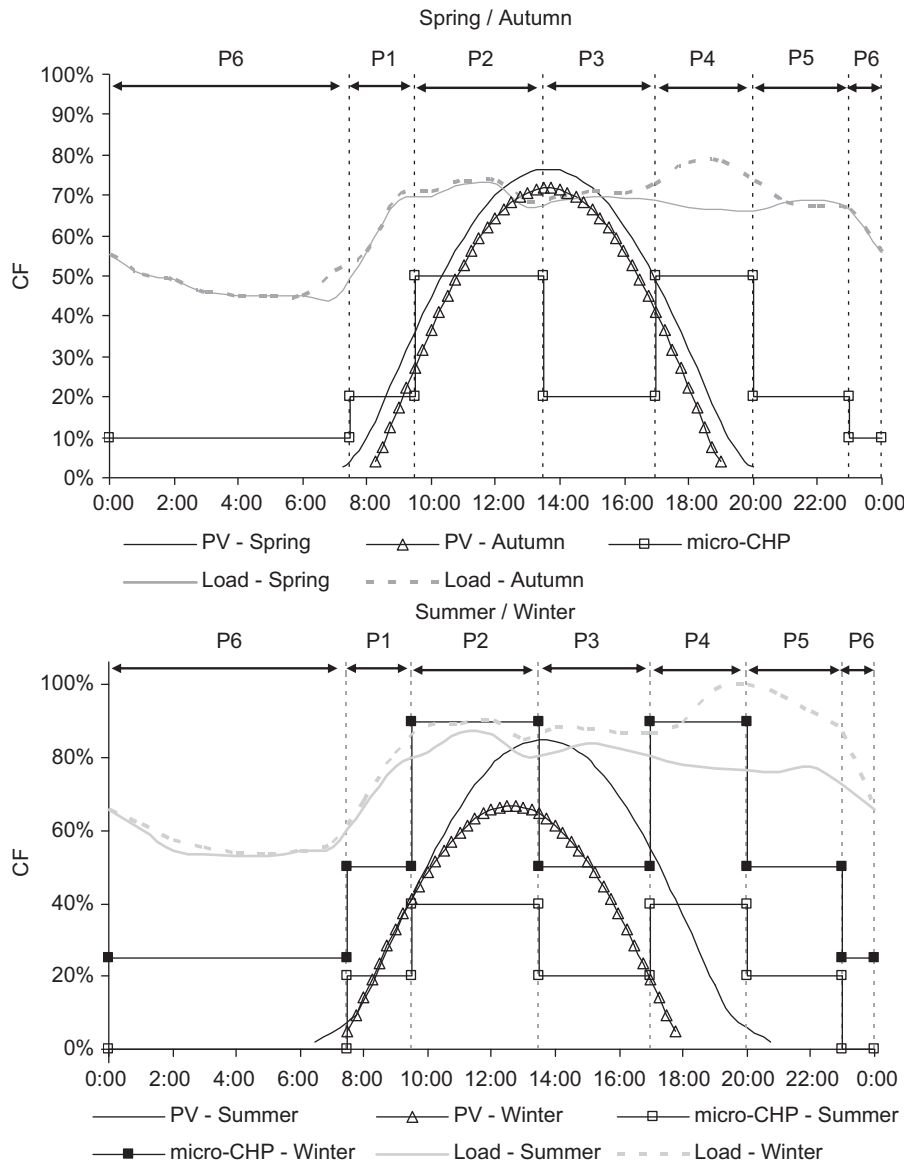 Spring / Autumn
P6 P1 P2 P3 P4 P5 P6
100%
90%
80%
70%
60%
50%
40%
30%
20%
10%
0%
CF
0:00 2:00 4:00 6:00 8:00 10:00 12:00 14:00 16:00 18:00 20:00 22:00 0:00
PV - Spring PV - Autumn micro-CHP
Load - Spring Load - Autumn
Summer / Winter
P6 P1 P2 P3 P4 P5 P6
100%
80%
60%
40%
20%
0%
CF
0:00 2:00 4:00 6:00 8:00 10:00 12:00 14:00 16:00 18:00 20:00 22:00 0:00
PV - Summer PV - Winter micro-CHP - Summer
micro-CHP - Winter Load - Summer Load - Winter